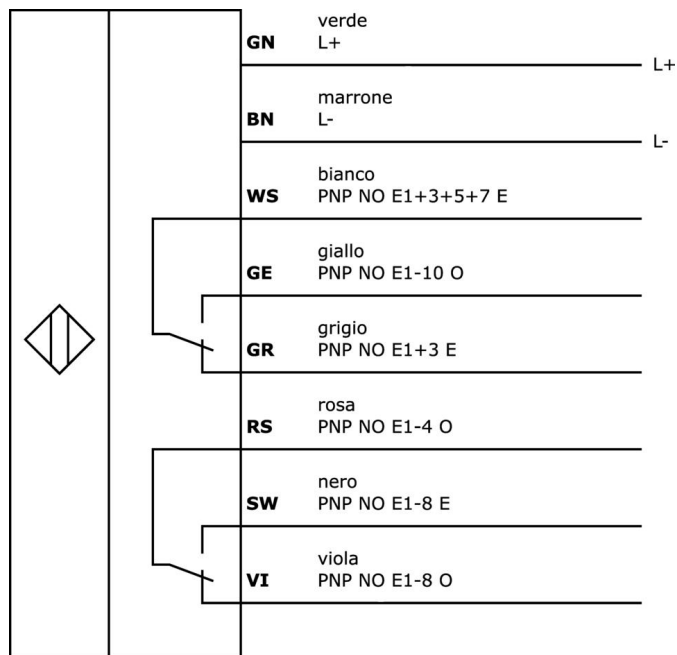 verde
GN L+
L+
marrone
BN L-
L-
bianco
WS PNP NO E1+3+5+7 E
giallo
GE PNP NO E1-10 O
grigio
GR PNP NO E1+3 E
rosa
RS PNP NO E1-4 O
nero
SW PNP NO E1-8 E
viola
VI PNP NO E1-8 O